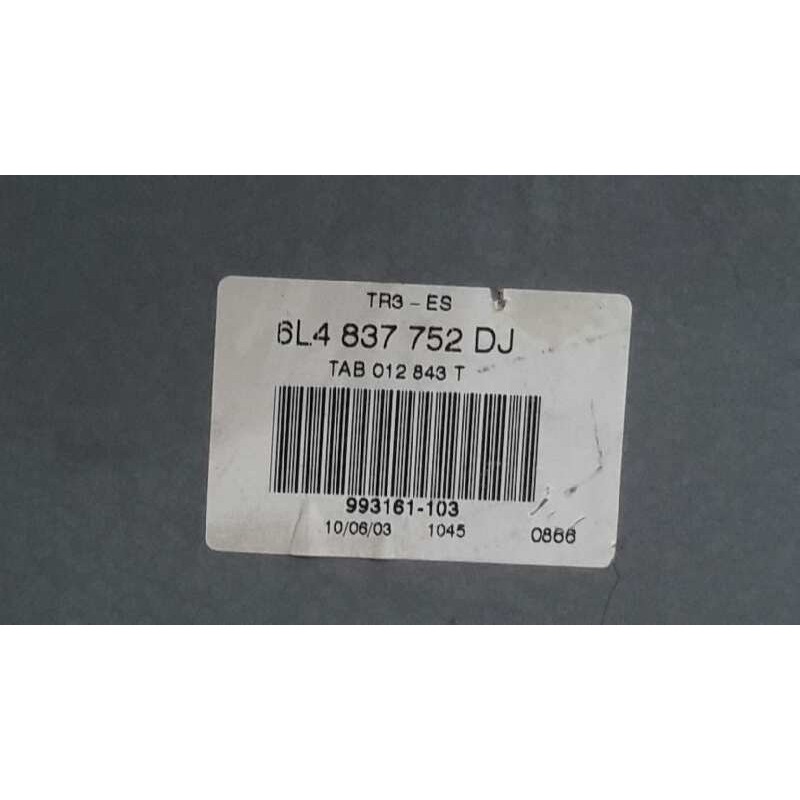 TR3 - ES
6L4 837 752 DJ
TAB 012 843 T
993161-103
10/06/03 1045 0866